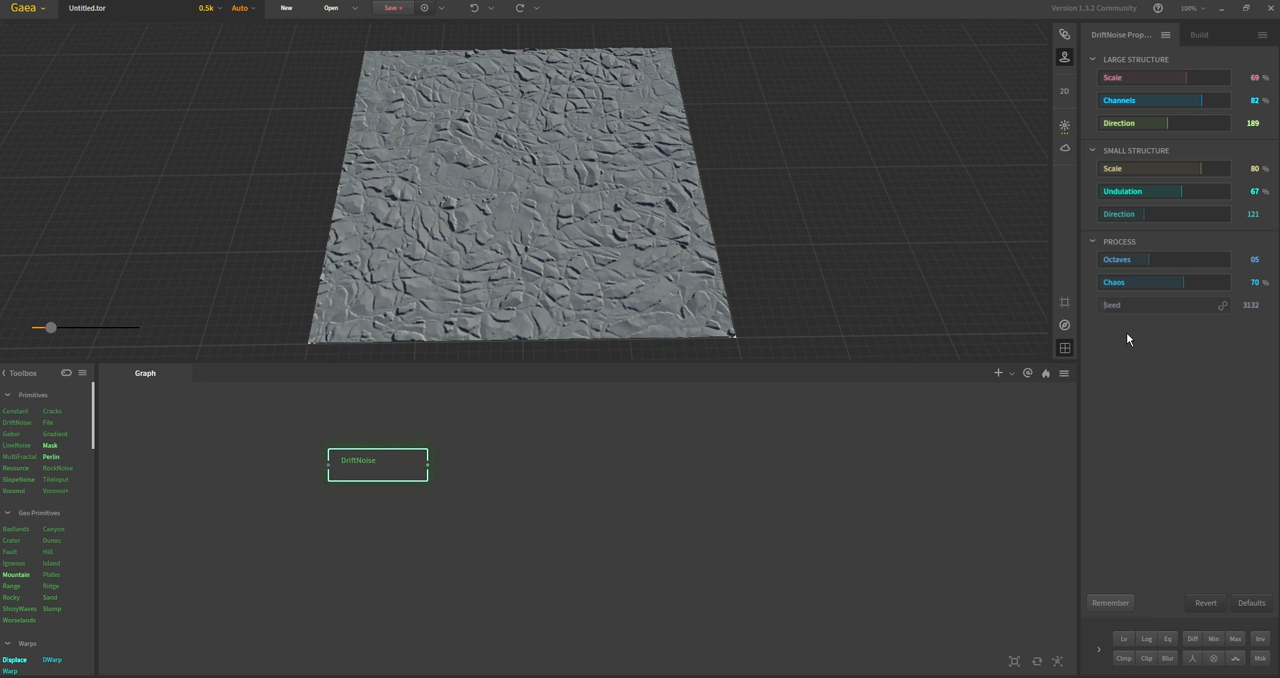 Gaea Untitled.tor 0.5k Auto New Open Save + Version 1.3.2 Community 100%
DriftNoise Prop... Build
LARGE STRUCTURE
Scale 69 %
2D
Channels 82 %
Direction 189
SMALL STRUCTURE
Scale 80 %
Undulation 67 %
Direction 121
PROCESS
Octaves 05
Chaos 70 %
Seed 3132
Toolbox Graph
Primitives
Constant Cracks
DriftNoise File
Gabor Gradient
LineNoise Mask
MultiFractal Perlin
Resource RockNoise
SlopeNoise TileInput
Voronoi Voronoi+
DriftNoise
Geo Primitives
Badlands Canyon
Crater Dunes
Fault Hill
Igneous Island
Mountain Plates
Range Ridge
Rocky Sand
ShinyWaves Slump
Worselands
Warps
Displace DWarp
Warp
Remember Revert Defaults
Lv Log Eq Diff Min Max Inv
Clmp Clip Blur Msk